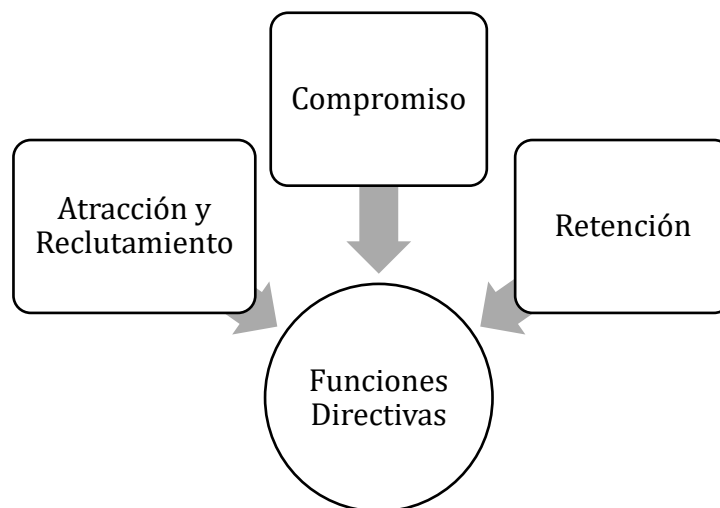 Compromiso
Atracción y
Reclutamiento
Retención
Funciones
Directivas